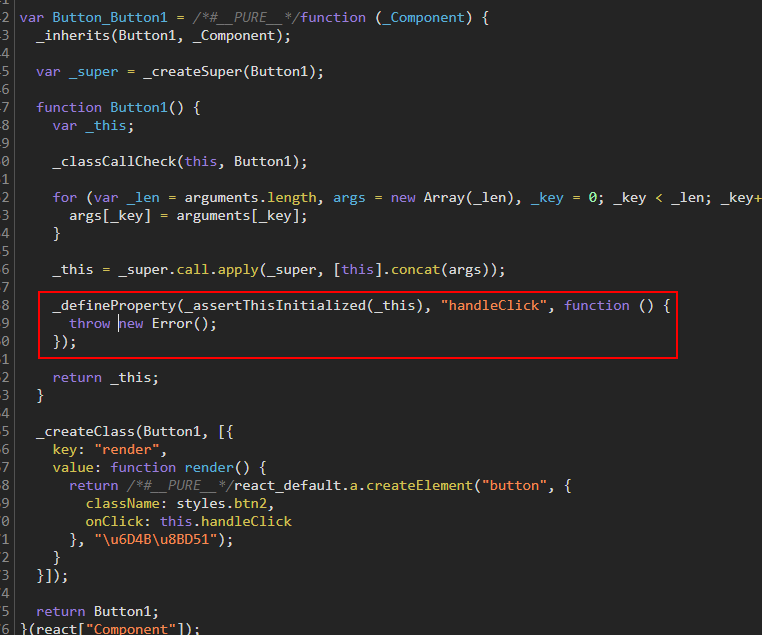 2 var Button_Button1 = /*#__PURE__*/function (_Component) {
3   _inherits(Button1, _Component);
4
5   var _super = _createSuper(Button1);
6
7   function Button1() {
8     var _this;
9
0     _classCallCheck(this, Button1);
1
2     for (var _len = arguments.length, args = new Array(_len), _key = 0; _key < _len; _key+
3       args[_key] = arguments[_key];
4     }
5
6     _this = _super.call.apply(_super, [this].concat(args));
7
8     _defineProperty(_assertThisInitialized(_this), "handleClick", function () {
9       throw new Error();
0     });
1
2     return _this;
3   }
4
5   _createClass(Button1, [{
6     key: "render",
7     value: function render() {
8       return /*#__PURE__*/react_default.a.createElement("button", {
9         className: styles.btn2,
0         onClick: this.handleClick
1       }, "\u6D4B\u8BD51");
2     }
3   }]);
4
5   return Button1;
6 }(react["Component"]);